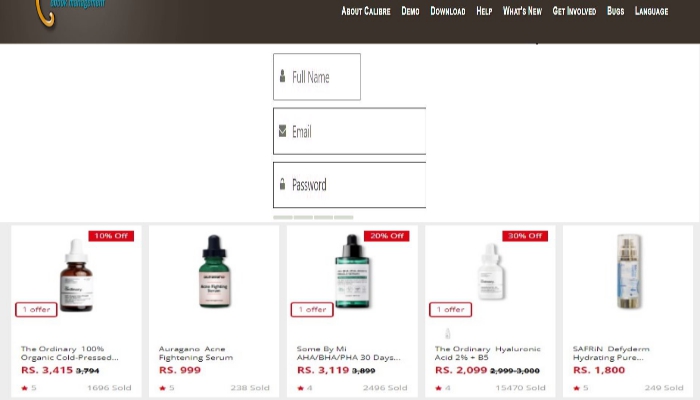 ebook management
About Calibre Demo Download Help What's New Get Involved Bugs Language
Full Name
Email
Password
10% Off
20% Off
30% Off
1 offer
1 offer
1 offer
The Ordinary 100%
Organic Cold-Pressed...
RS. 3,415 3,794
5 1696 Sold
Auragano Acne
Fightening Serum
RS. 999
5 238 Sold
Some By Mi
AHA/BHA/PHA 30 Days...
RS. 3,119 3,899
4 2496 Sold
The Ordinary Hyaluronic
Acid 2% + B5
RS. 2,099 2,999-3,000
4 15470 Sold
SAFRiN Defyderm
Hydrating Pure...
RS. 1,800
5 249 Sold